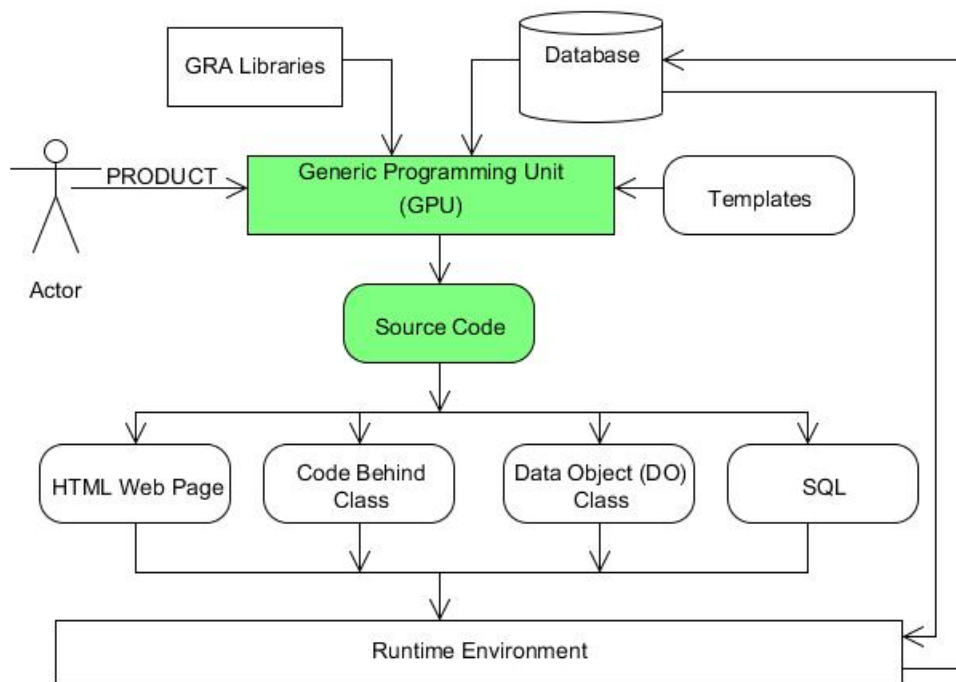 GRA Libraries
Database
PRODUCT
Generic Programming Unit
(GPU)
Templates
Actor
Source Code
HTML Web Page
Code Behind
Class
Data Object (DO)
Class
SQL
Runtime Environment